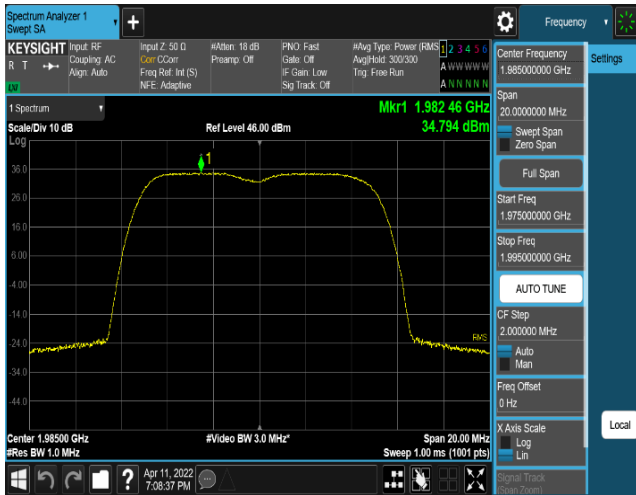 Spectrum Analyzer 1
Swept SA
Frequency
KEYSIGHT
R T
LXI
Input: RF
Coupling: AC
Align: Auto
Input Z: 50 Ω
Corr CCorr
Freq Ref: Int (S)
NFE: Adaptive
#Atten: 18 dB
Preamp: Off
PNO: Fast
Gate: Off
IF Gain: Low
Sig Track: Off
#Avg Type: Power (RMS
Avg|Hold: 300/300
Trig: Free Run
1 2 3 4 5 6
A W W W W W
A N N N N N
1 Spectrum
Scale/Div 10 dB
Log
Ref Level 46.00 dBm
Mkr1 1.982 46 GHz
34.794 dBm
1
36.0
26.0
16.0
6.00
-4.00
-14.0
-24.0
-34.0
-44.0
RMS
Center 1.98500 GHz
#Res BW 1.0 MHz
#Video BW 3.0 MHz*
Span 20.00 MHz
Sweep 1.00 ms (1001 pts)
Apr 11, 2022
7:08:37 PM
Center Frequency
1.985000000 GHz
Settings
Span
20.0000000 MHz
Swept Span
Zero Span
Full Span
Start Freq
1.975000000 GHz
Stop Freq
1.995000000 GHz
AUTO TUNE
CF Step
2.000000 MHz
Auto
Man
Freq Offset
0 Hz
X Axis Scale
Log
Lin
Local
Signal Track
(Span Zoom)